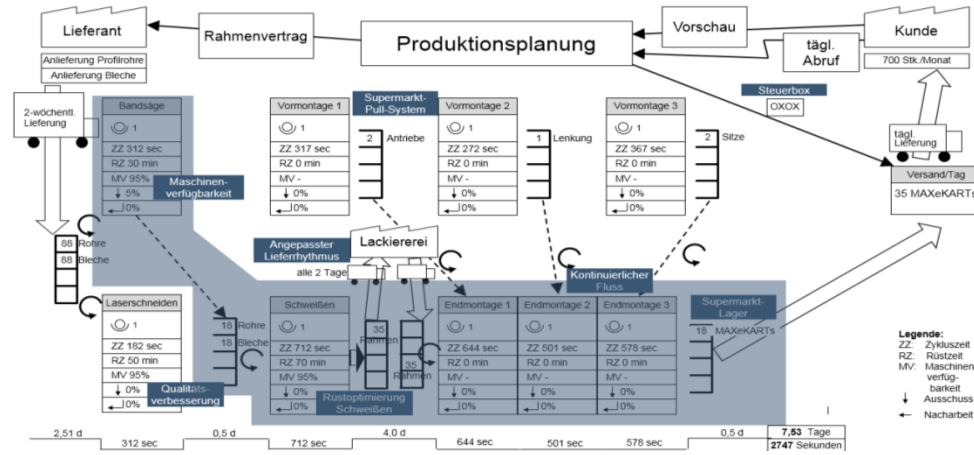 Lieferant
Rahmenvertrag
Produktionsplanung
Vorschau
tägl.
Abruf
Kunde
Anlieferung Profilrohre
Anlieferung Bleche
700 Stk./Monat
2-wöchentl.
Lieferung
Bandsäge
1
ZZ 312 sec
RZ 30 min
MV 95%
5%
0%
Maschinen-
verfügbarkeit
Vormontage 1
1
ZZ 317 sec
RZ 0 min
MV -
0%
0%
Supermarkt-
Pull-System
2
Antriebe
Vormontage 2
1
ZZ 272 sec
RZ 0 min
MV -
0%
0%
1
Lenkung
Vormontage 3
1
ZZ 367 sec
RZ 0 min
MV -
0%
0%
2
Sitze
Steuerbox
OXOX
tägl.
Lieferung
Versand/Tag
35 MAXeKARTs
88 Rohre
88 Bleche
Angepasster
Lieferrhythmus
Lackiererei
alle 2 Tage
Kontinuierlicher
Fluss
Laserschneiden
1
ZZ 182 sec
RZ 50 min
MV 95%
0%
0%
Qualitäts-
verbesserung
18 Rohre
18 Bleche
Schweißen
1
ZZ 712 sec
RZ 70 min
MV 95%
0%
0%
35
Rahmen
35
Rahmen
Rüstoptimierung
Schweißen
Endmontage 1
1
ZZ 644 sec
RZ 0 min
MV -
0%
0%
Endmontage 2
1
ZZ 501 sec
RZ 0 min
MV -
0%
0%
Endmontage 3
1
ZZ 578 sec
RZ 0 min
MV -
0%
0%
Supermarkt-
Lager
18 MAXeKARTs
Legende:
ZZ: Zykluszeit
RZ: Rüstzeit
MV: Maschinen
verfüg-
barkeit
Ausschuss
Nacharbeit
2,51 d
312 sec
0,5 d
712 sec
4,0 d
644 sec
501 sec
578 sec
0,5 d
7,53 Tage
2747 Sekunden